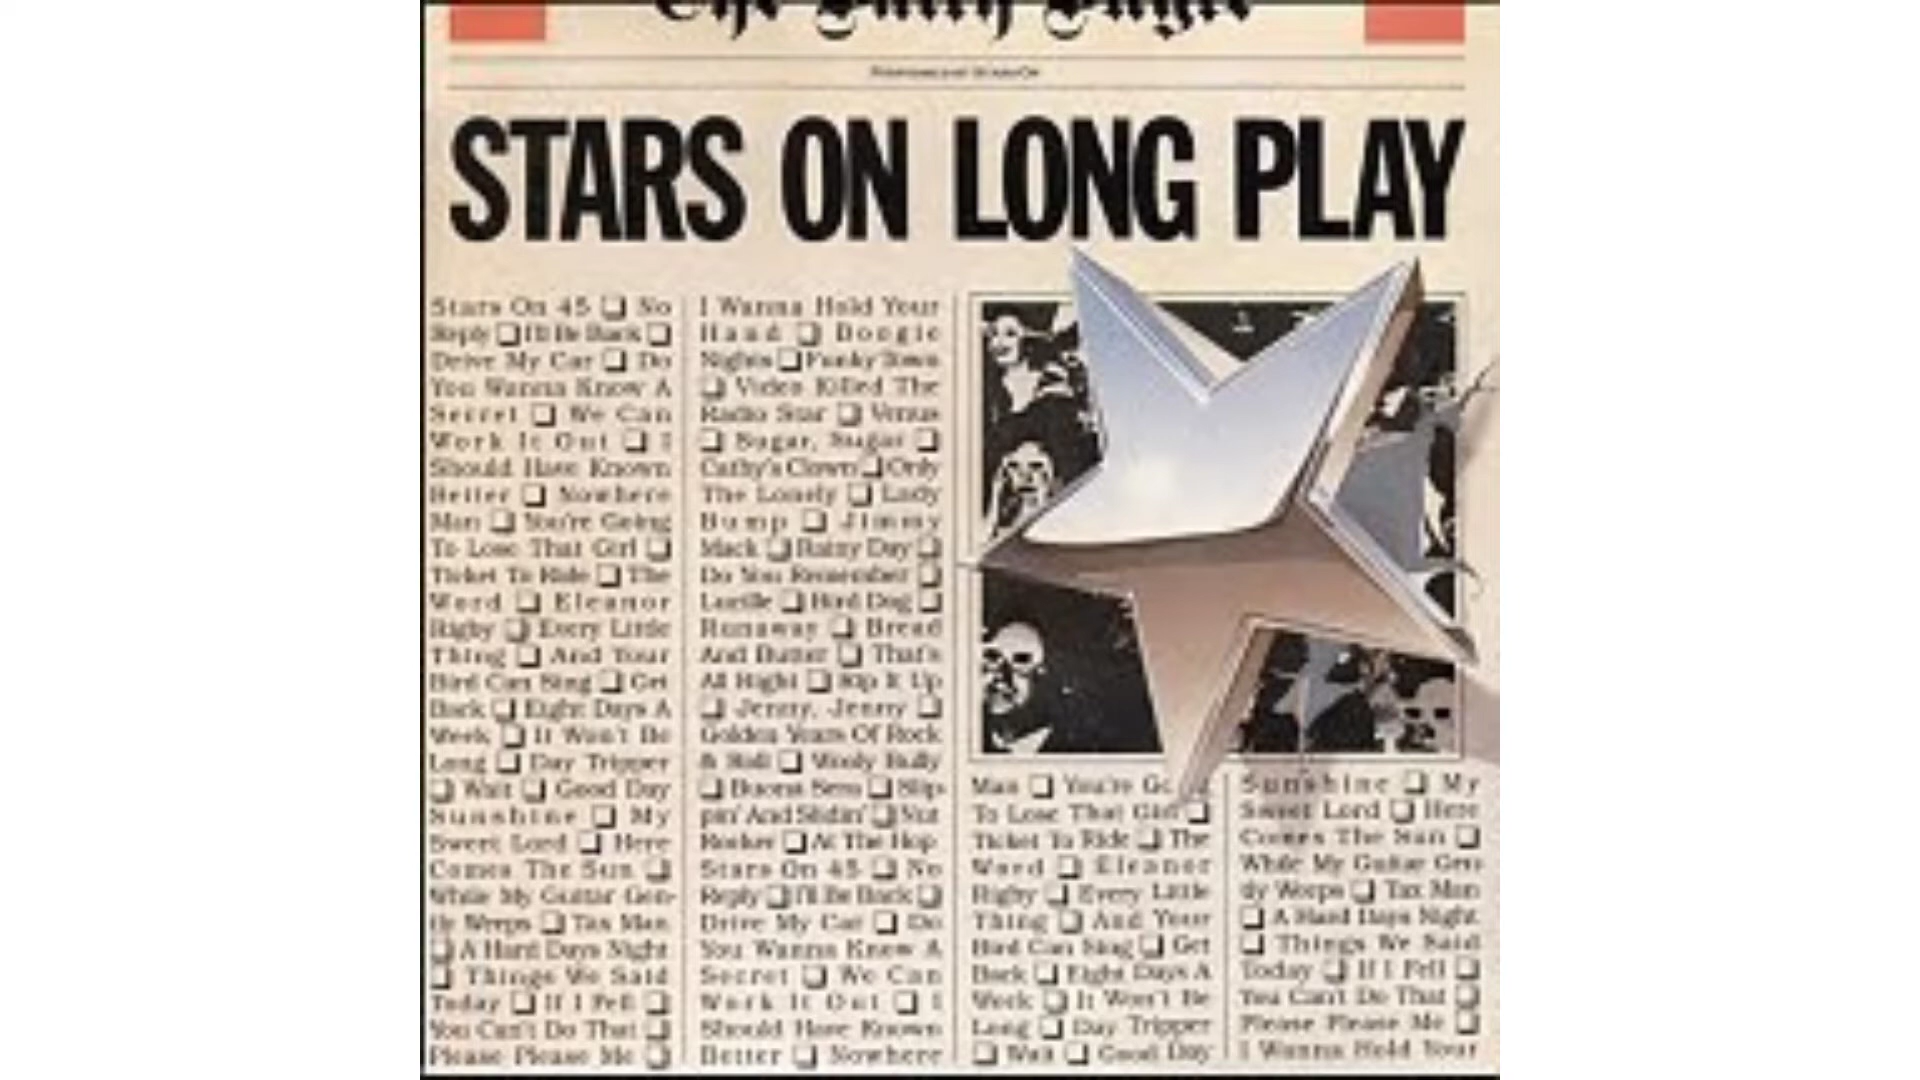 STARS ON LONG PLAY
Stars On 45 ❏ No
Reply ❏ I'll Be Back ❏
Drive My Car ❏ Do
You Wanna Know A
Secret ❏ We Can
Work It Out ❏ I
Should Have Known
Better ❏ Nowhere
Man ❏ You're Going
To Lose That Girl ❏
Ticket To Ride ❏ The
Word ❏ Eleanor
Rigby ❏ Every Little
Thing ❏ And Your
Bird Can Sing ❏ Get
Back ❏ Eight Days A
Week ❏ It Won't Be
Long ❏ Day Tripper
❏ Wait ❏ Good Day
Sunshine ❏ My
Sweet Lord ❏ Here
Comes The Sun ❏
While My Guitar Gen-
tly Weeps ❏ Tax Man
❏ A Hard Days Night
❏ Things We Said
Today ❏ If I Fell ❏
You Can't Do That ❏
Please Please Me ❏
I Wanna Hold Your
Hand ❏ Boogie
Nights ❏ Funky Town
❏ Video Killed The
Radio Star ❏ Venus
❏ Sugar, Sugar ❏
Cathy's Clown ❏ Only
The Lonely ❏ Lady
Bump ❏ Jimmy
Mack ❏ Rainy Day ❏
Do You Remember ❏
Lucille ❏ Bird Dog ❏
Runaway ❏ Bread
And Butter ❏ That's
All Right ❏ Rip It Up
❏ Jenny, Jenny ❏
Golden Years Of Rock
& Roll ❏ Wooly Bully
❏ Buona Sera ❏ Slip-
pin' And Slidin' ❏ Nut
Rocker ❏ At The Hop
Stars On 45 ❏ No
Reply ❏ I'll Be Back ❏
Drive My Car ❏ Do
You Wanna Know A
Secret ❏ We Can
Work It Out ❏ I
Should Have Known
Better ❏ Nowhere
Man ❏ You're
To Lose That Girl ❏
Ticket To Ride ❏ The
Word ❏ Eleanor
Rigby ❏ Every Little
Thing ❏ And Your
Bird Can Sing ❏ Get
Back ❏ Eight Days A
Week ❏ It Won't Be
Long ❏ Day Tripper
❏ Wait ❏ Good Day
Sunshine ❏ My
Sweet Lord ❏ Here
Comes The Sun ❏
While My Guitar Gen-
tly Weeps ❏ Tax Man
❏ A Hard Days Night
❏ Things We Said
Today ❏ If I Fell ❏
You Can't Do That ❏
Please Please Me ❏
I Wanna Hold Your